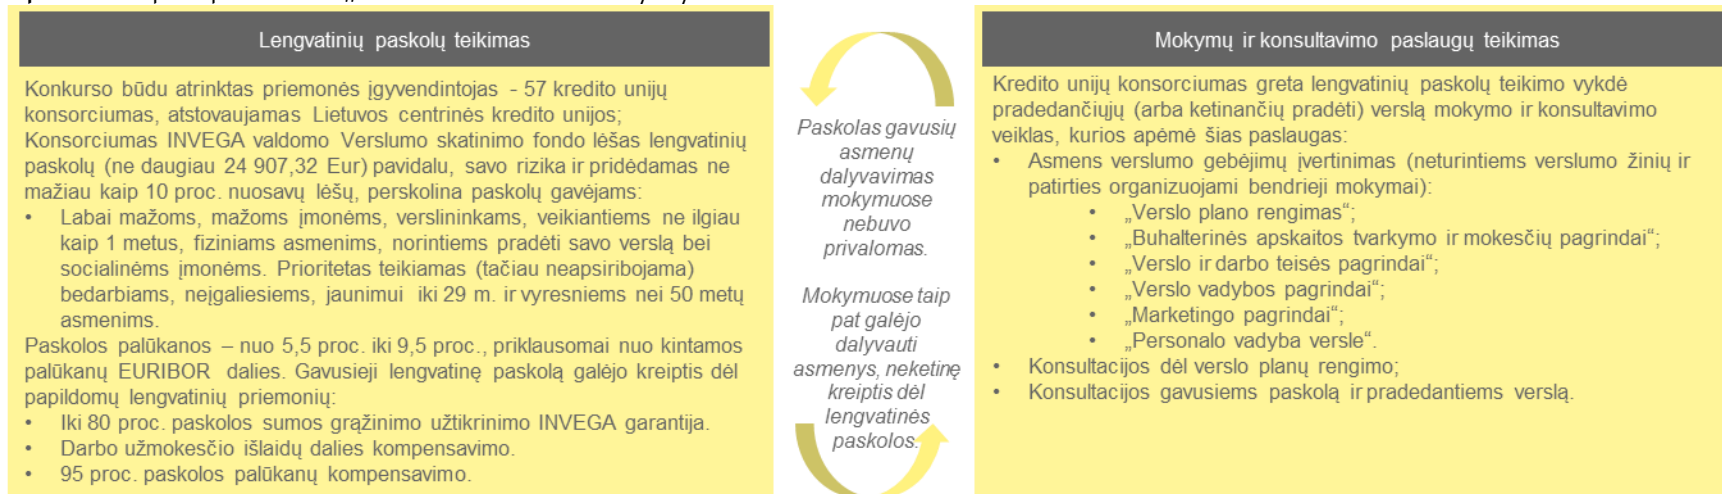 Lengvatinių paskolų teikimas
Konkurso būdu atrinktas priemonės įgyvendintojas - 57 kredito unijų
konsorciumas, atstovaujamas Lietuvos centrinės kredito unijos;
Konsorciumas INVEGA valdomo Verslumo skatinimo fondo lėšas lengvatinių
paskolų (ne daugiau 24 907,32 Eur) pavidalu, savo rizika ir pridėdamas ne
mažiau kaip 10 proc. nuosavų lėšų, perskolina paskolų gavėjams:
• Labai mažoms, mažoms įmonėms, verslininkams, veikiantiems ne ilgiau
kaip 1 metus, fiziniams asmenims, norintiems pradėti savo verslą bei
socialinėms įmonėms. Prioritetas teikiamas (tačiau neapsiribojama)
bedarbiams, neįgaliesiems, jaunimui iki 29 m. ir vyresniems nei 50 metų
asmenims.
Paskolos palūkanos – nuo 5,5 proc. iki 9,5 proc., priklausomai nuo kintamos
palūkanų EURIBOR dalies. Gavusieji lengvatinę paskolą galėjo kreiptis dėl
papildomų lengvatinių priemonių:
• Iki 80 proc. paskolos sumos grąžinimo užtikrinimo INVEGA garantija.
• Darbo užmokesčio išlaidų dalies kompensavimo.
• 95 proc. paskolos palūkanų kompensavimo.
Paskolas gavusių
asmenų
dalyvavimas
mokymuose
nebuvo
privalomas.
Mokymuose taip
pat galėjo
dalyvauti
asmenys, neketinę
kreiptis dėl
lengvatinės
paskolos.
Mokymų ir konsultavimo paslaugų teikimas
Kredito unijų konsorciumas greta lengvatinių paskolų teikimo vykdė
pradedančiųjų (arba ketinančių pradėti) verslą mokymo ir konsultavimo
veiklas, kurios apėmė šias paslaugas:
• Asmens verslumo gebėjimų įvertinimas (neturintiems verslumo žinių ir
patirties organizuojami bendrieji mokymai):
• „Verslo plano rengimas“;
• „Buhalterinės apskaitos tvarkymo ir mokesčių pagrindai“;
• „Verslo ir darbo teisės pagrindai“;
• „Verslo vadybos pagrindai“;
• „Marketingo pagrindai“;
• „Personalo vadyba versle“.
• Konsultacijos dėl verslo planų rengimo;
• Konsultacijos gavusiems paskolą ir pradedantiems verslą.